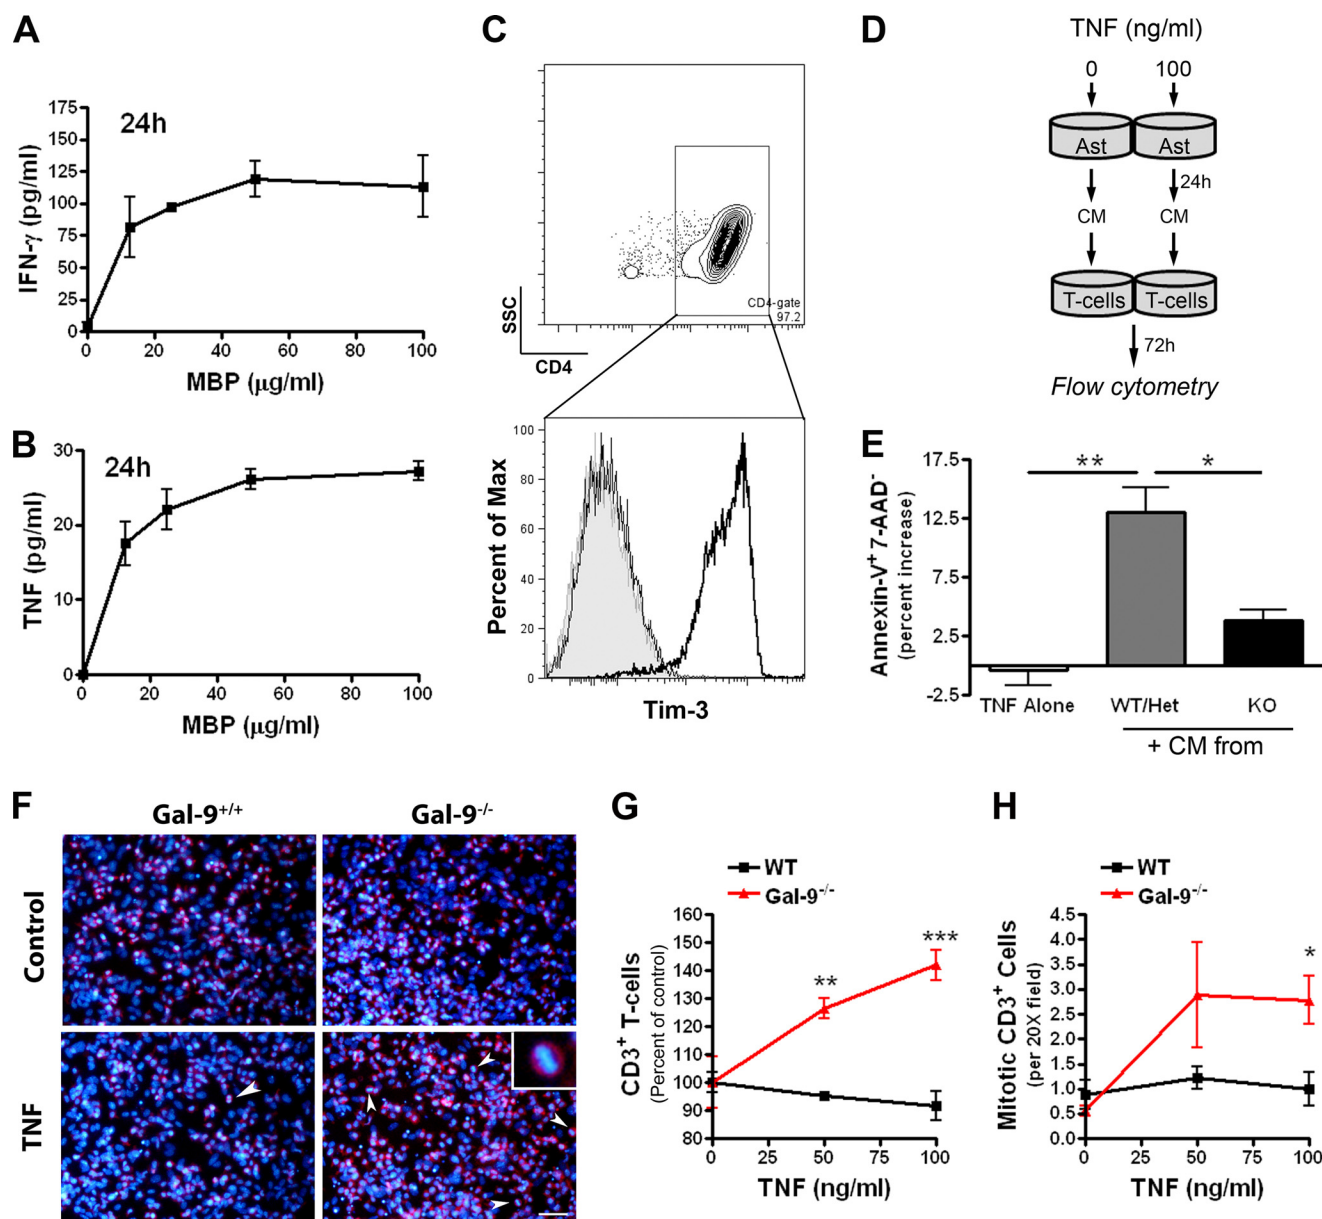 A
24h
IFN-γ (pg/ml)
175
150
125
100
75
50
25
0
0 20 40 60 80 100
MBP (μg/ml)
B
24h
TNF (pg/ml)
30
20
10
0
0 20 40 60 80 100
MBP (μg/ml)
C
SSC
CD4
CD4-gate
97.2
Percent of Max
100
80
60
40
20
0
Tim-3
D
TNF (ng/ml)
0 100
Ast Ast
24h
CM CM
T-cells T-cells
72h
Flow cytometry
E
Annexin-V⁺7-AAD⁻
(percent increase)
17.5
12.5
7.5
2.5
-2.5
** *
TNF Alone WT/Het KO
+ CM from
F
Gal-9⁺/⁺ Gal-9⁻/⁻
Control
TNF
G
WT
Gal-9⁻/⁻
CD3⁺ T-cells
(Percent of control)
160
150
140
130
120
110
100
90
80
**
***
0 25 50 75 100
TNF (ng/ml)
H
WT
Gal-9⁻/⁻
Mitotic CD3⁺ Cells
(per 20X field)
4.5
4.0
3.5
3.0
2.5
2.0
1.5
1.0
0.5
0.0
*
0 25 50 75 100
TNF (ng/ml)